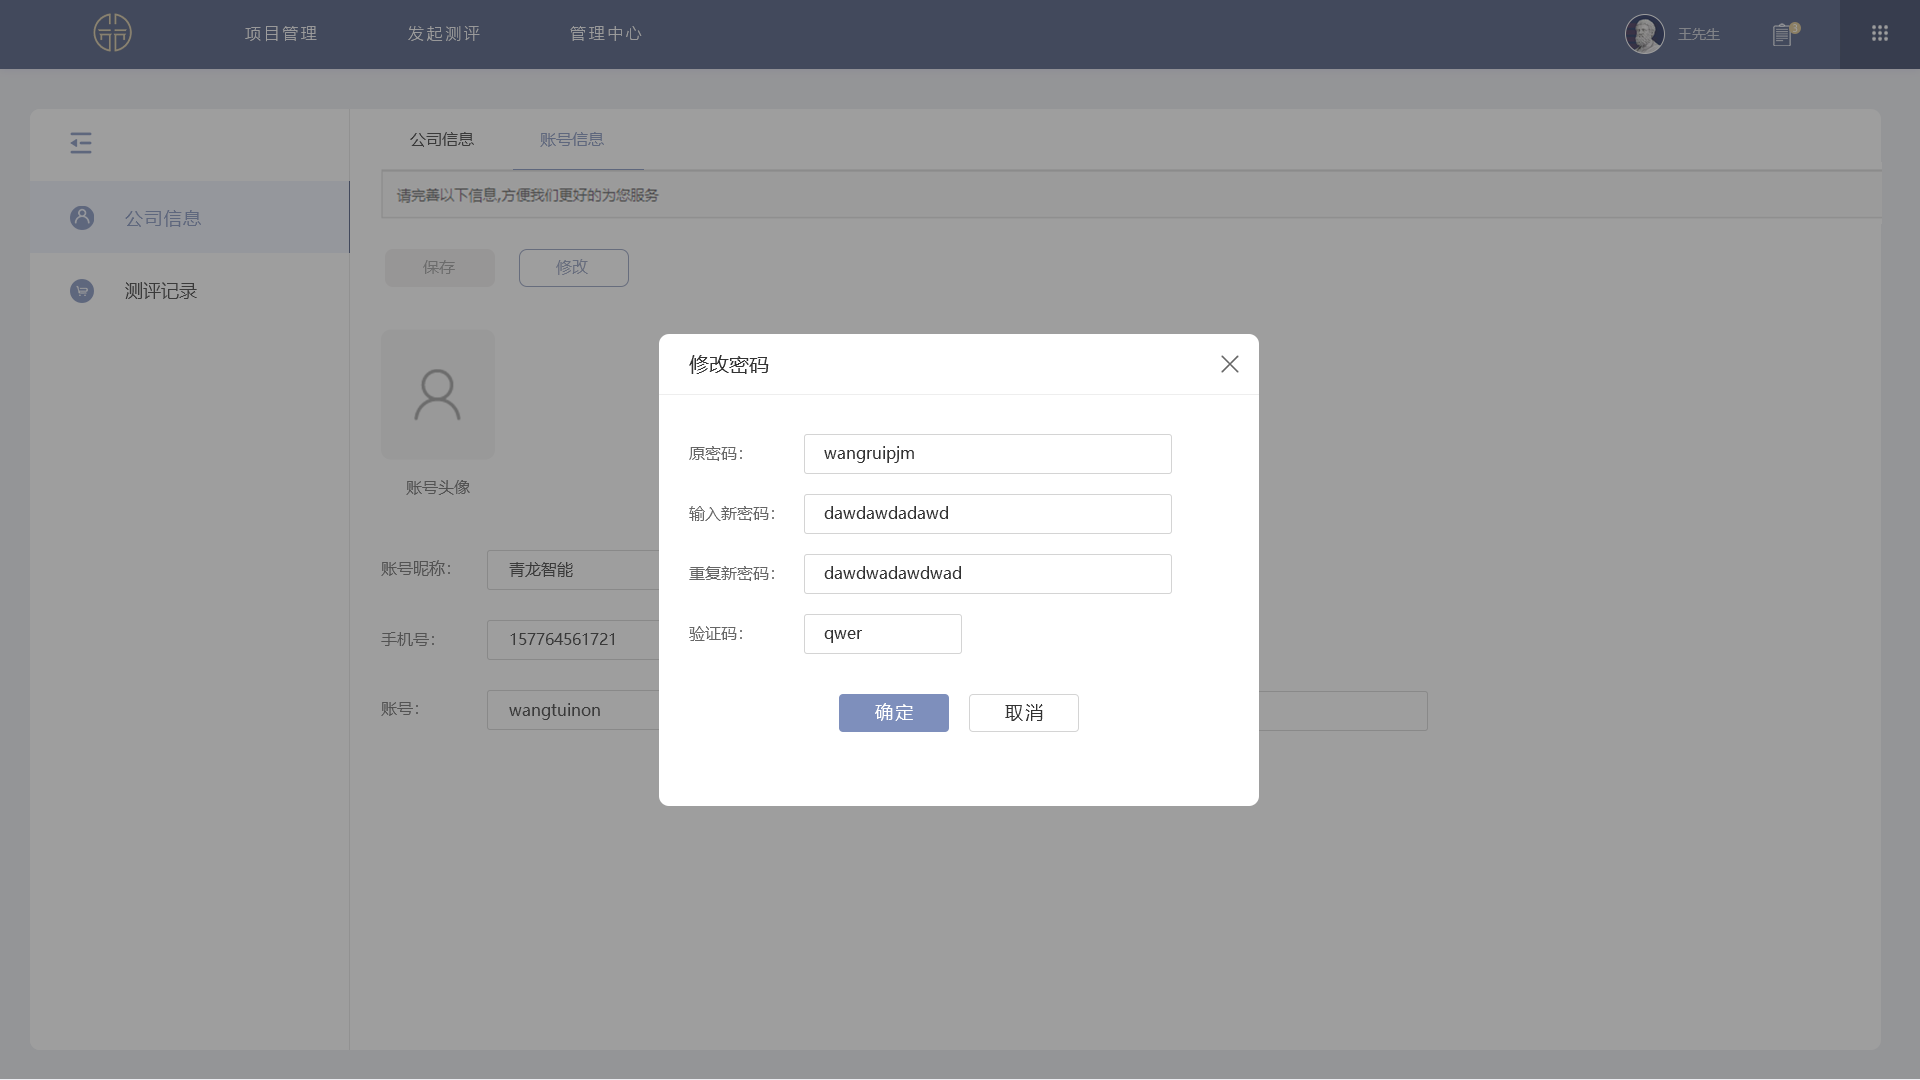 项目管理
发起测评
管理中心
王先生
3
公司信息
账号信息
请完善以下信息,方便我们更好的为您服务
公司信息
测评记录
保存
修改
账号头像
账号昵称：
青龙智能
手机号：
157764561721
账号：
wangtuinon
修改密码
原密码：
wangruipjm
输入新密码：
dawdawdadawd
重复新密码：
dawdwadawdwad
验证码：
qwer
确定
取消